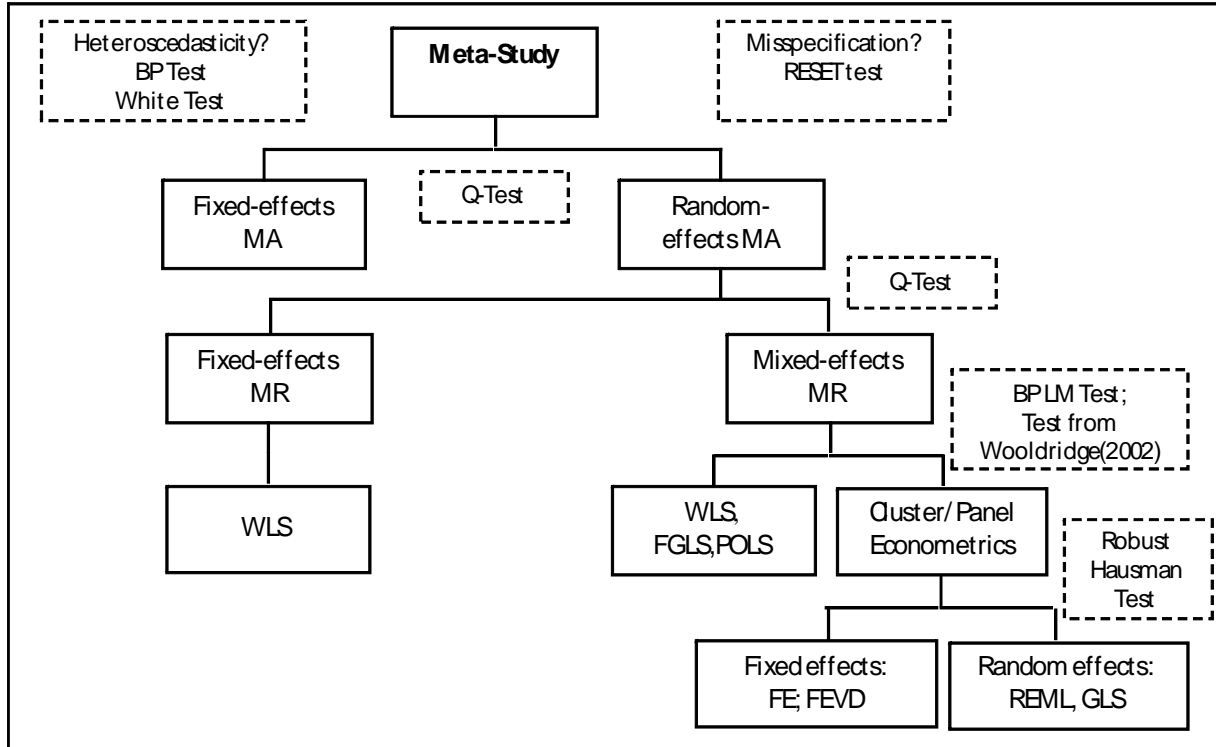 Heteroscedasticity?
BP Test
White Test
Meta-Study
Misspecification?
RESET test
Fixed-effects
MA
Q-Test
Random-
effects MA
Q-Test
Fixed-effects
MR
Mixed-effects
MR
BP LM Test;
Test from
Wooldridge(2002)
WLS
WLS,
FGLS,POLS
Cluster/Panel
Econometrics
Robust
Hausman
Test
Fixed effects:
FE; FEVD
Random effects:
REML, GLS